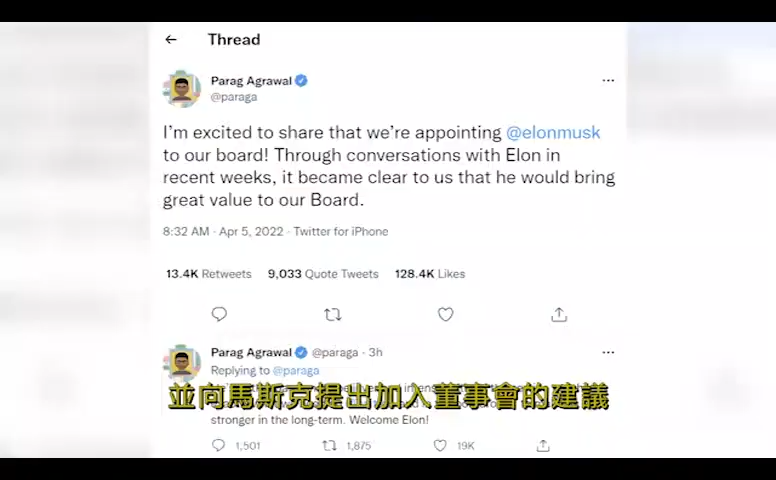 Thread
Parag Agrawal
@paraga
I'm excited to share that we're appointing @elonmusk
to our board! Through conversations with Elon in
recent weeks, it became clear to us that he would bring
great value to our Board.
8:32 AM · Apr 5, 2022 · Twitter for iPhone
13.4K Retweets 9,033 Quote Tweets 128.4K Likes
Parag Agrawal @paraga · 3h
Replying to @paraga
並向馬斯克提出加入董事會的建議
stronger in the long-term. Welcome Elon!
1,501 1,875 19K